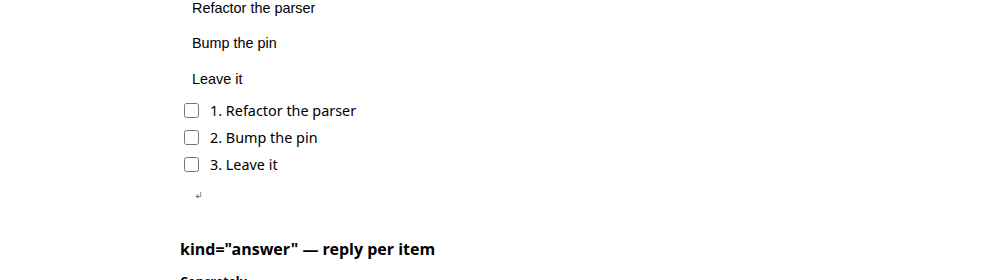 Refactor the parser
Bump the pin
Leave it
1. Refactor the parser
2. Bump the pin
3. Leave it
↲
kind="answer" — reply per item